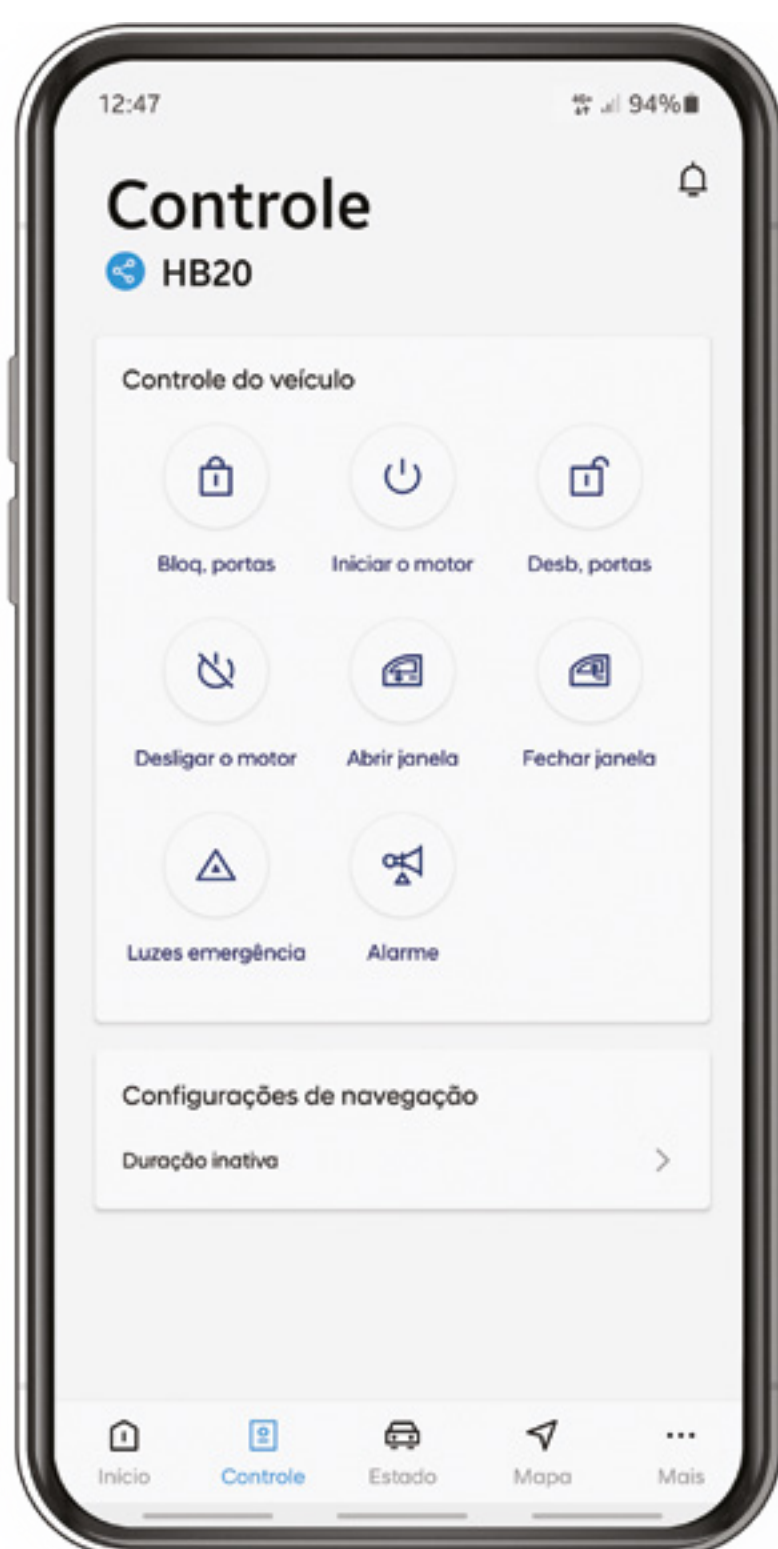 12:47 4G+ 94%
Controle
HB20
Controle do veículo
Bloq, portas Iniciar o motor Desb, portas
Desligar o motor Abrir janela Fechar janela
Luzes emergência Alarme
Configurações de navegação
Duração inativa
Início Controle Estado Mapa Mais